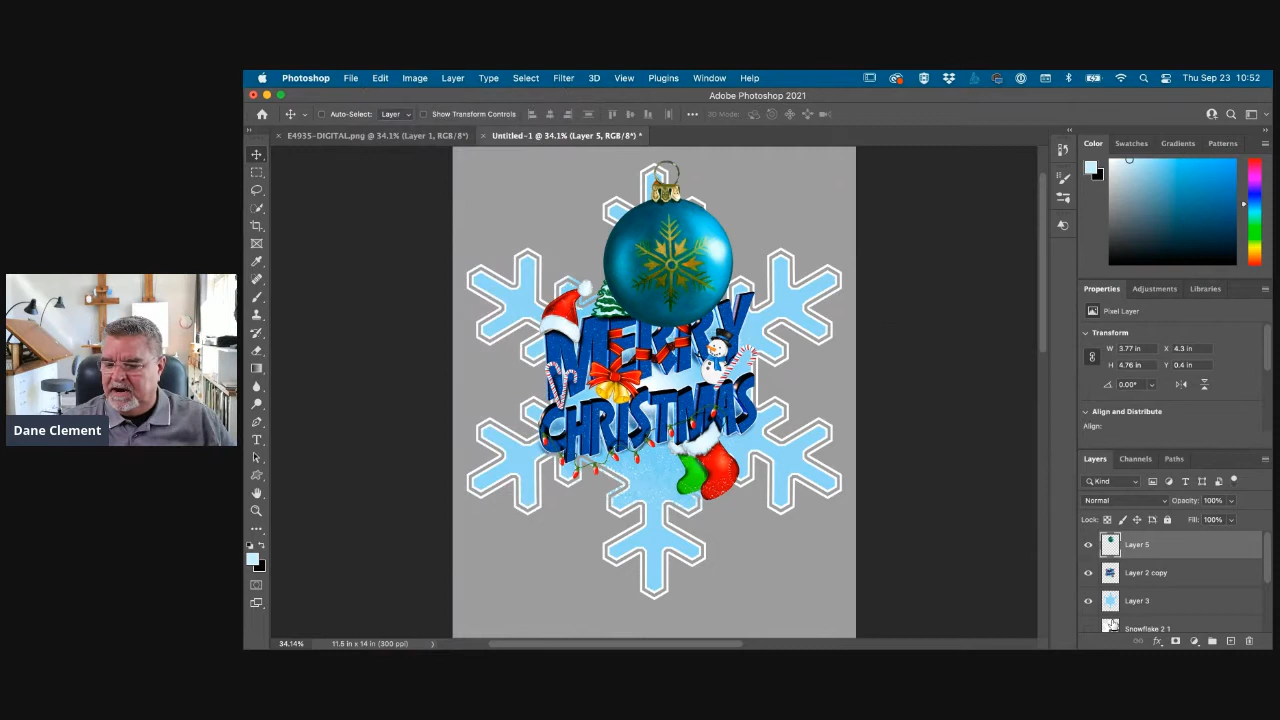 Photoshop File Edit Image Layer Type Select Filter 3D View Plugins Window Help Thu Sep 23 10:52
Adobe Photoshop 2021
Auto-Select: Layer Show Transform Controls 3D Mode:
E4935-DIGITAL.png @ 34.1% (Layer 1, RGB/8*) Untitled-1 @ 34.1% (Layer 5, RGB/8*) *
Color Swatches Gradients Patterns
Properties Adjustments Libraries
Pixel Layer
Transform
W 3.77 in X 4.3 in
H 4.76 in Y 0.4 in
0.00°
Align and Distribute
Align:
MERRY
CHRISTMAS
Dane Clement
Layers Channels Paths
Kind
Normal Opacity: 100%
Lock: Fill: 100%
Layer 5
Layer 2 copy
Layer 3
Snowflake 2 1
34.14% 11.5 in x 14 in (300 ppi)